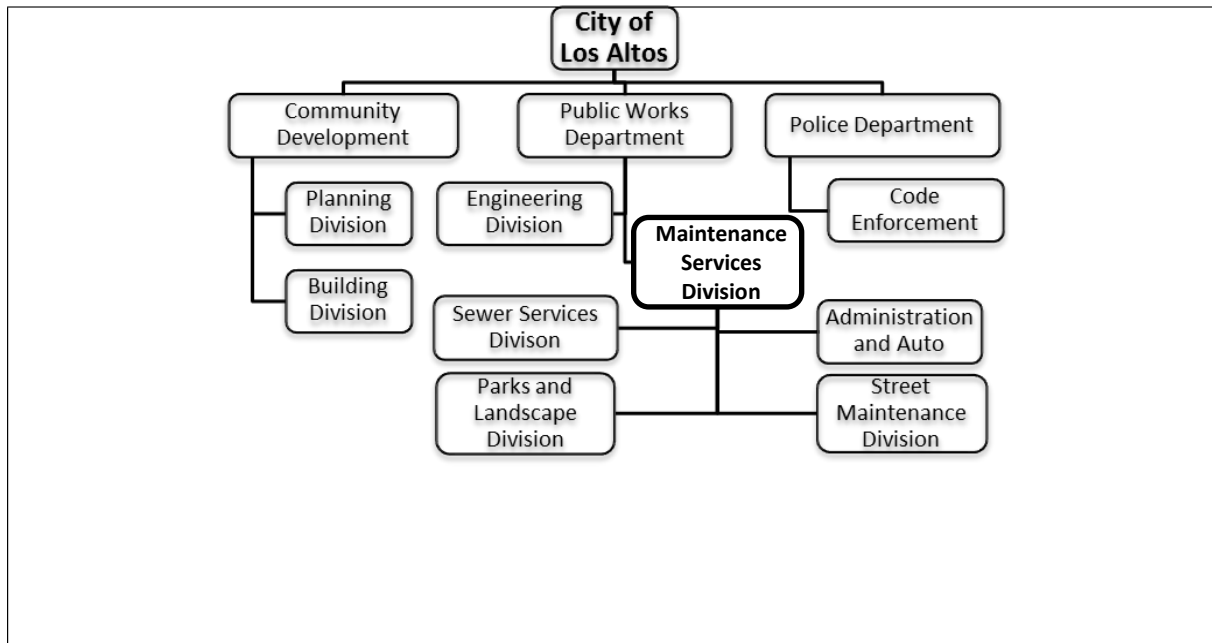 City of
Los Altos
Community
Development
Public Works
Department
Police Department
Planning
Division
Engineering
Division
Code
Enforcement
Maintenance
Services
Division
Building
Division
Sewer Services
Divison
Administration
and Auto
Parks and
Landscape
Division
Street
Maintenance
Division